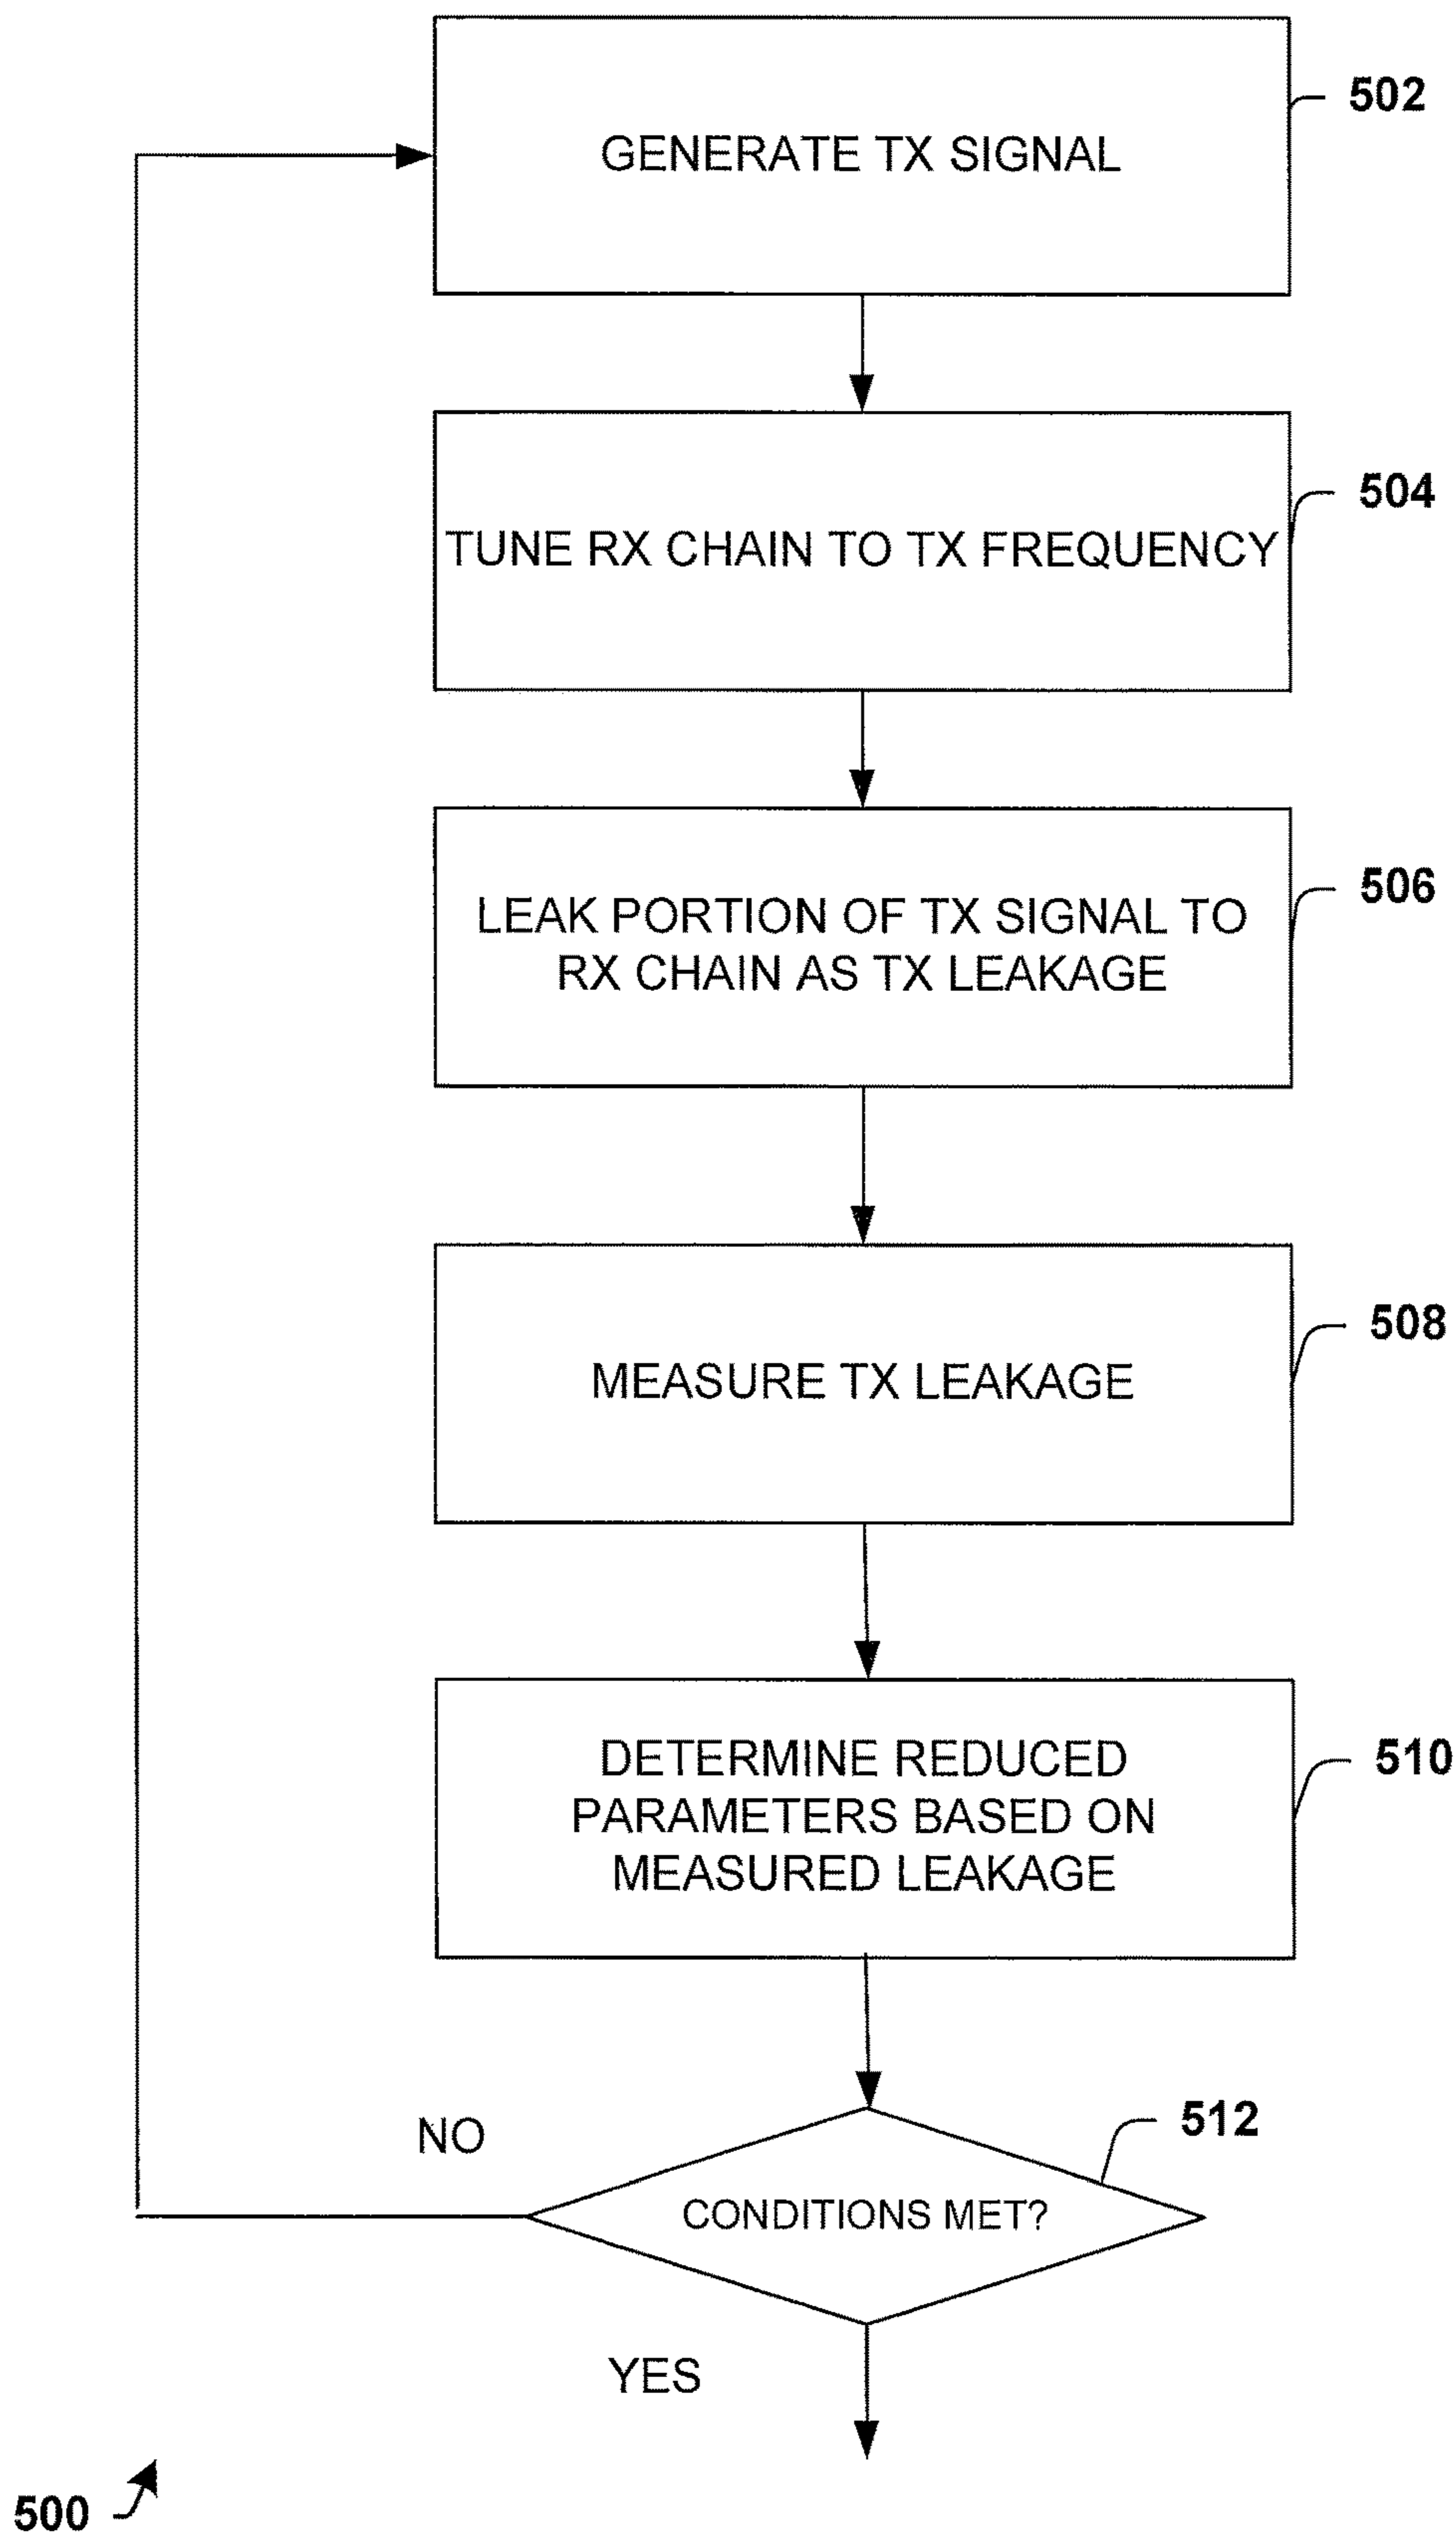 502
GENERATE TX SIGNAL
504
TUNE RX CHAIN TO TX FREQUENCY
506
LEAK PORTION OF TX SIGNAL TO
RX CHAIN AS TX LEAKAGE
508
MEASURE TX LEAKAGE
510
DETERMINE REDUCED
PARAMETERS BASED ON
MEASURED LEAKAGE
512
NO
CONDITIONS MET?
YES
500